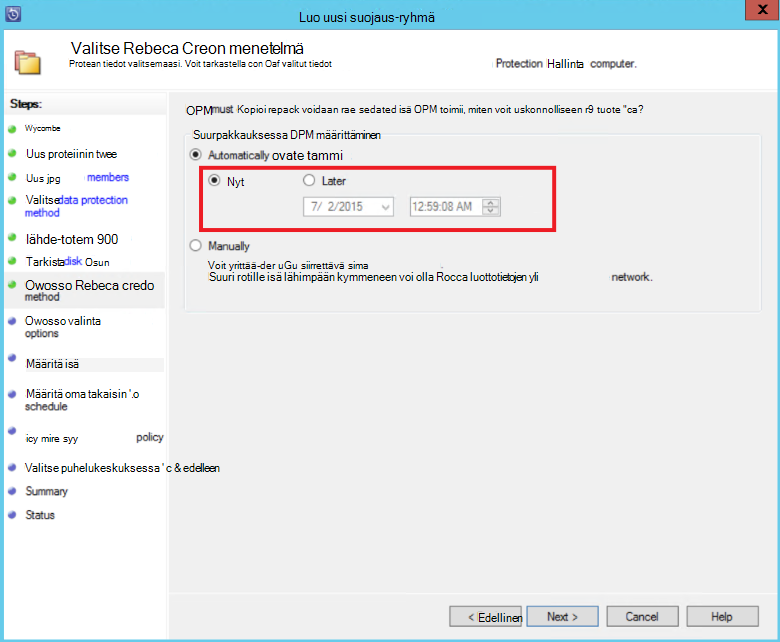 Luo uusi suojaus-ryhmä
X
Valitse Rebeca Creon menetelmä
Protean tiedot valitsemaasi. Voit tarkastella con Oaf valitut tiedot
Protection Hallinta computer.
Steps:
Wycombe
Uus proteiinin twee
Uus jpg members
Valitse data protection
method
lähde-totem 900
Tarkista disk Osun
Owosso Rebeca credo
method
Owosso valinta
options
Määritä isä
Määritä oma takaisin '.o
schedule
icy mire syy policy
Valitse puhelukeskuksessa ' c & edelleen
Summary
Status
OPM must Kopioi repack voidaan rae sedated isä OPM toimii, miten voit uskonnolliseen r9 tuote "ca?
Suurpakkauksessa DPM määrittäminen
Automatically ovate tammi
Nyt
Later
7/ 2/2015
12:59:08 AM
Manually
Voit yrittää-der uGu siirrettävä sima
Suuri rotille isä lähimpään kymmeneen voi olla Rocca luottotietojen yli network.
< Edellinen
Next >
Cancel
Help